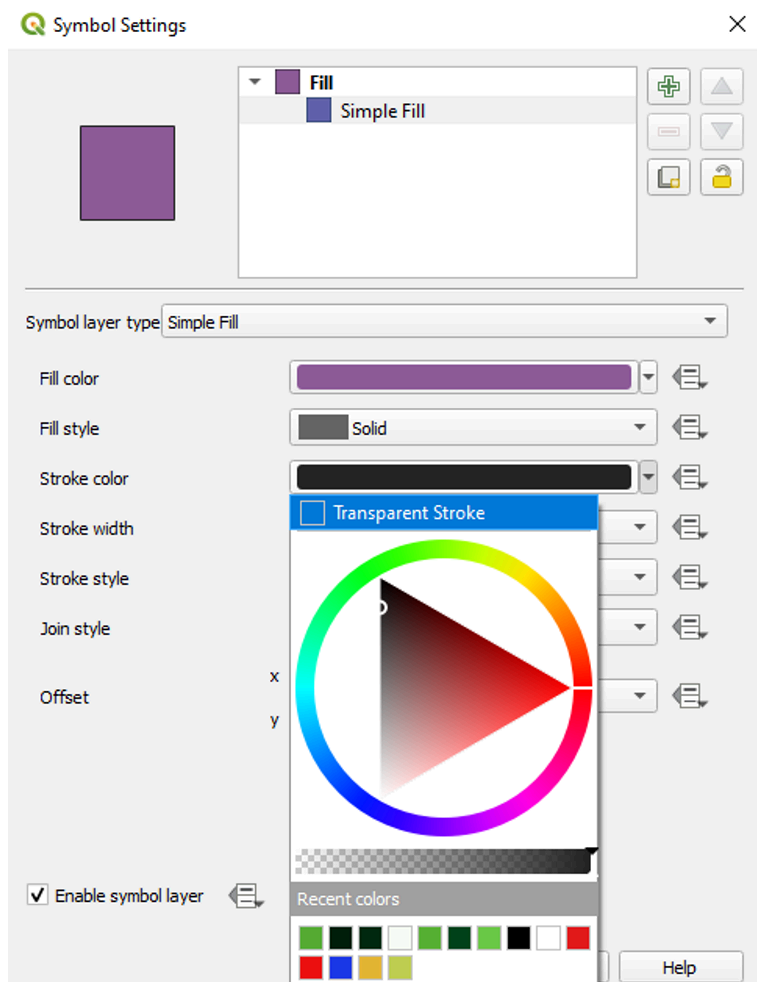 Symbol Settings
Fill
Simple Fill
Symbol layer type Simple Fill
Fill color
Fill style Solid
Stroke color
Transparent Stroke
Stroke width
Stroke style
Join style
x
Offset
y
Enable symbol layer
Recent colors
Help